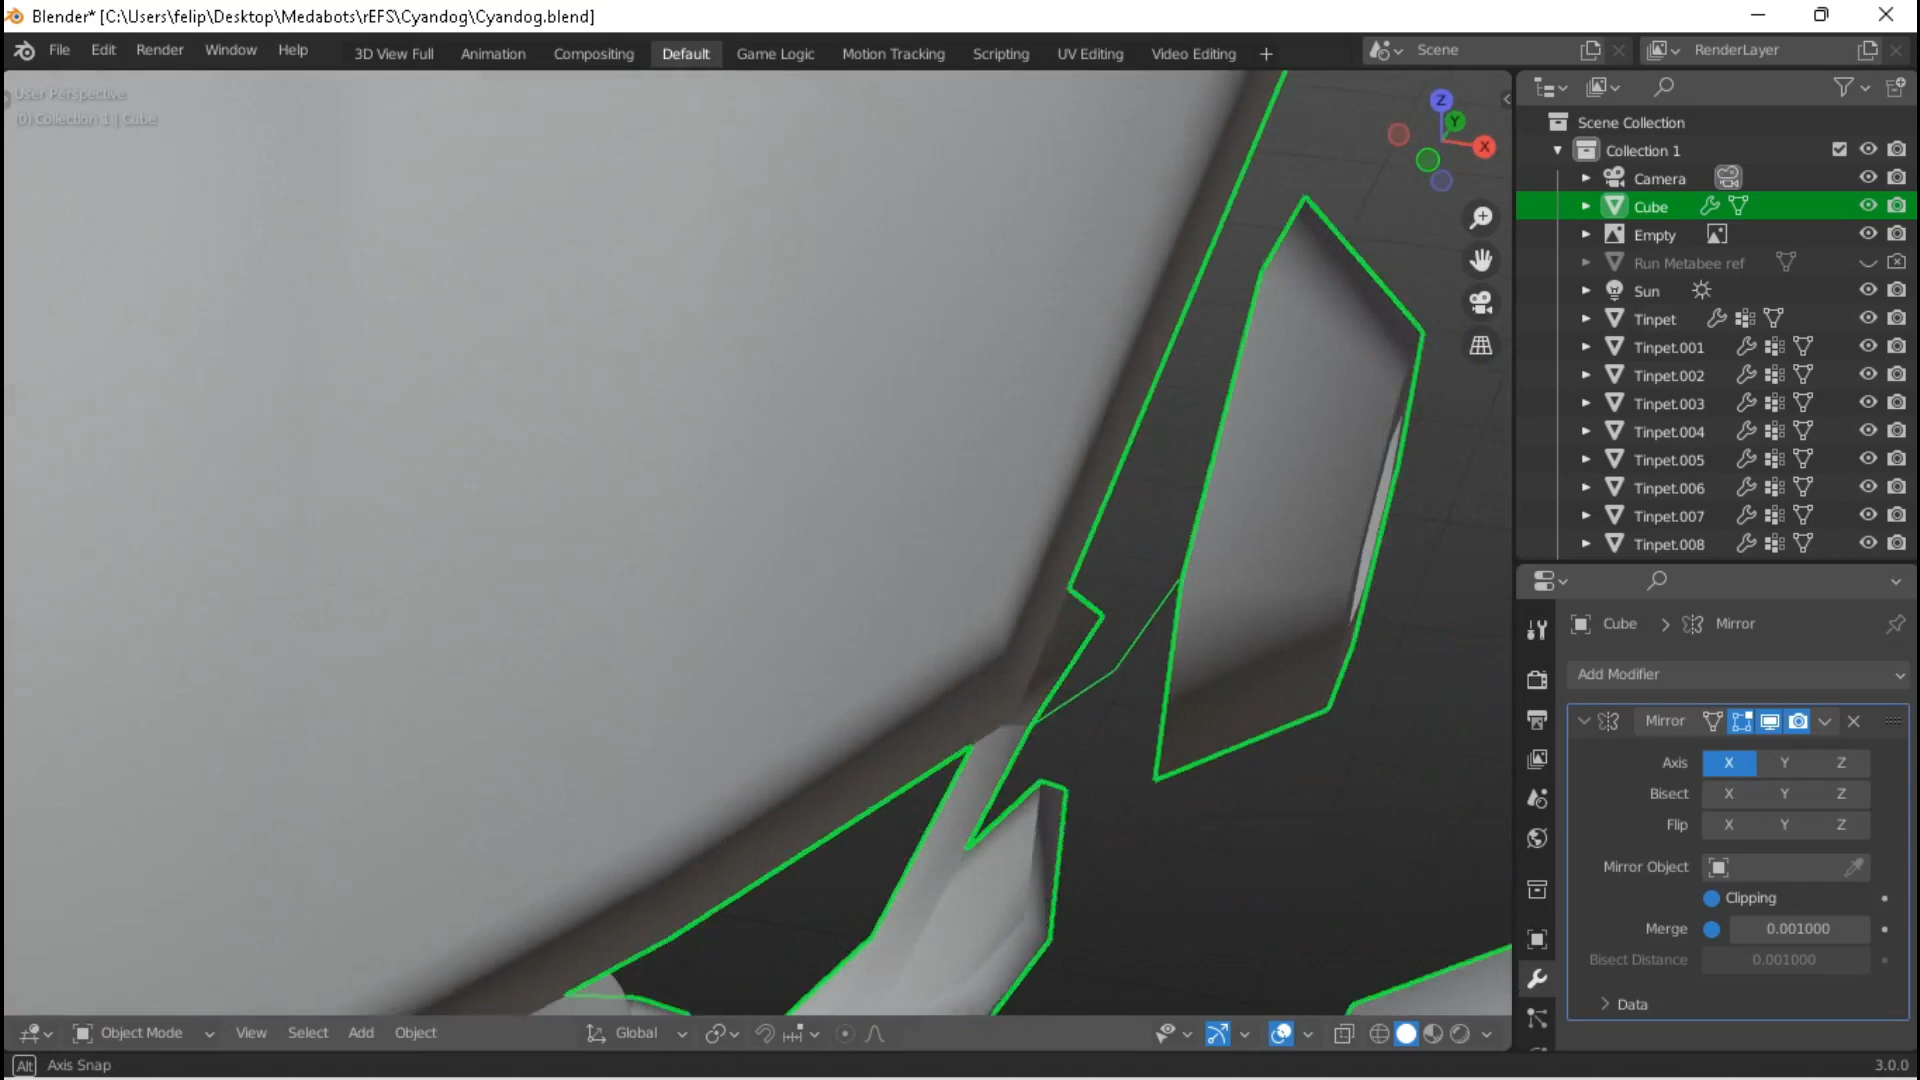 Blender* [C:\Users\felip\Desktop\Medabots\rEFS\Cyandog\Cyandog.blend]
File Edit Render Window Help 3D View Full Animation Compositing Default Game Logic Motion Tracking Scripting UV Editing Video Editing + Scene RenderLayer
User Perspective
(0) Collection 1 | Cube
Z
Y
X
Scene Collection
Collection 1
Camera
Cube
Empty
Run Metabee ref
Sun
Tinpet
Tinpet.001
Tinpet.002
Tinpet.003
Tinpet.004
Tinpet.005
Tinpet.006
Tinpet.007
Tinpet.008
Cube > Mirror
Add Modifier
Mirror
Axis X Y Z
Bisect X Y Z
Flip X Y Z
Mirror Object
Clipping
Merge 0.001000
Bisect Distance 0.001000
Data
Object Mode View Select Add Object Global
Alt Axis Snap 3.0.0